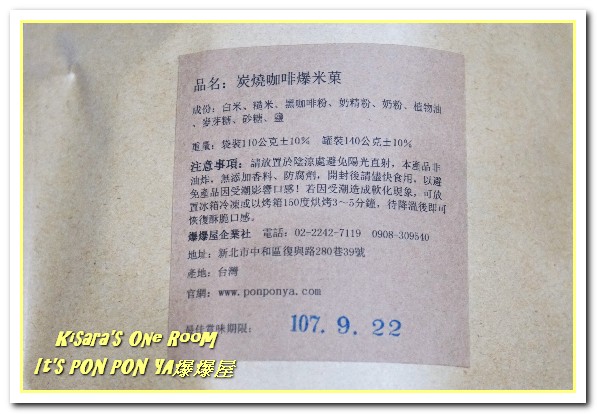 品名：炭燒咖啡爆米菓
成份：白米、糙米、黑咖啡粉、奶精粉、奶粉、植物油
、麥芽糖、砂糖、鹽
重量：袋裝110公克±10%　罐裝140公克±10%
注意事項：請放置於陰涼處避免陽光直射，本產品非
油炸，無添加香料、防腐劑，開封後請儘快食用，以避
免產品因受潮影響口感！若因受潮造成軟化現象，可放
置冰箱冷凍或以烤箱150度烘烤3～5分鐘，待降溫後即可
恢復酥脆口感。
爆爆屋企業社　電話：02-2242-7119　0908-309540
地址：新北市中和區復興路280巷39號
產地：台灣
官網：www.ponponya.com
最佳賞味期限：　107.9.22
KiSara'S One RooM
It'S PON PON YA爆爆屋